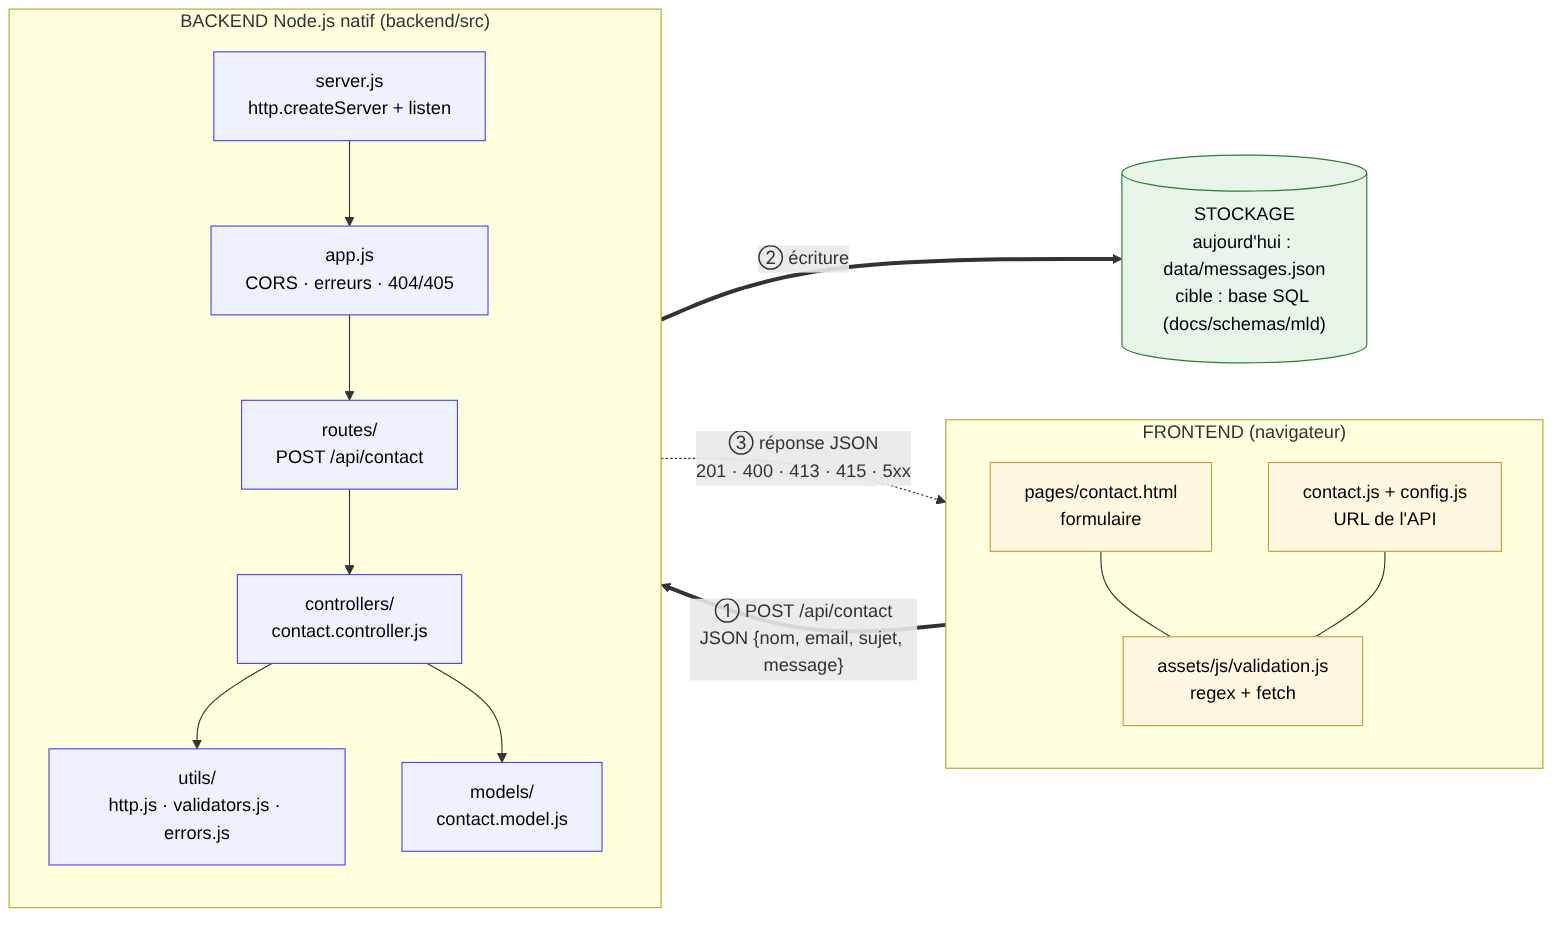 BACKEND Node.js natif (backend/src)
server.js
http.createServer + listen
app.js
CORS · erreurs · 404/405
routes/
POST /api/contact
controllers/
contact.controller.js
utils/
http.js · validators.js ·
errors.js
models/
contact.model.js
② écriture
③ réponse JSON
201 · 400 · 413 · 415 · 5xx
① POST /api/contact
JSON {nom, email, sujet,
message}
STOCKAGE
aujourd'hui :
data/messages.json
cible : base SQL
(docs/schemas/mld)
FRONTEND (navigateur)
pages/contact.html
formulaire
contact.js + config.js
URL de l'API
assets/js/validation.js
regex + fetch